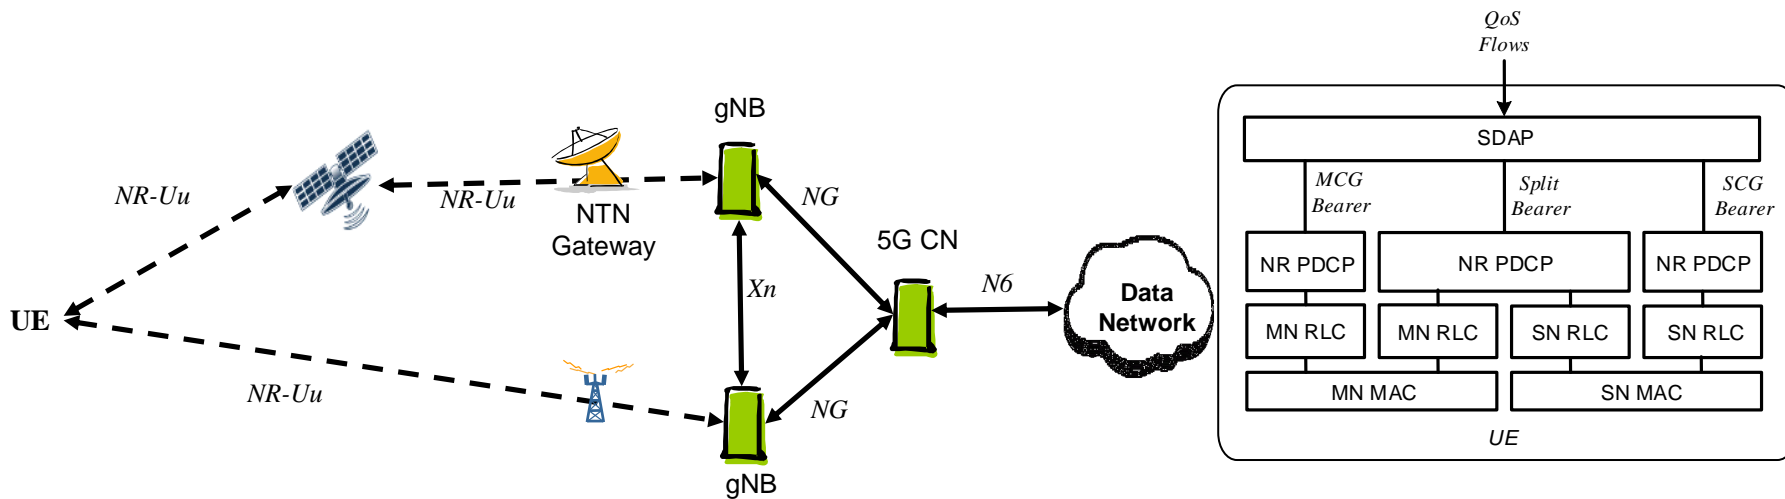 QoS
Flows
gNB
SDAP
NR-Uu
NR-Uu
NTN
Gateway
NG
MCG
Bearer
Split
Bearer
SCG
Bearer
5G CN
NR PDCP
NR PDCP
NR PDCP
Xn
N6
Data
Network
UE
MN RLC
MN RLC
SN RLC
SN RLC
NR-Uu
NG
MN MAC
SN MAC
UE
gNB